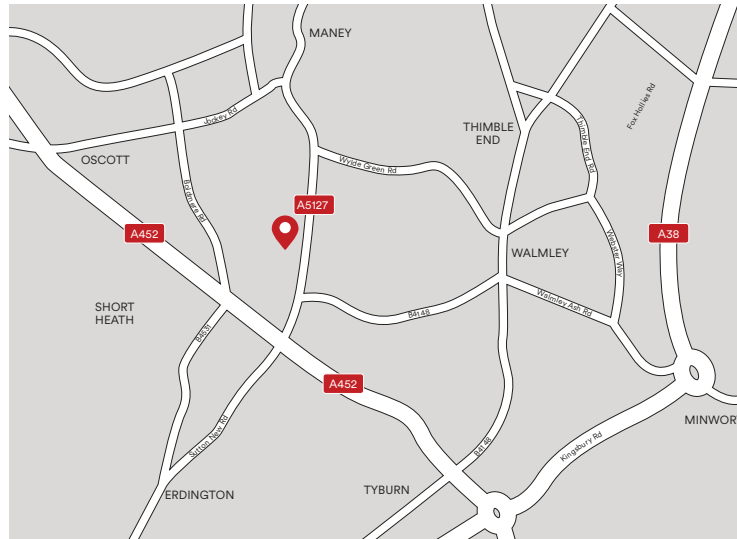 MANEY
Fox Hollies Rd
Jockey Rd
THIMBLE
END
Thimble End Rd
OSCOTT
Wylde Green Rd
Boldmere Rd
A5127
A452
A38
Webster Way
WALMLEY
SHORT
HEATH
B4148
Walmley Ash Rd
B4531
A452
MINWOR
Sutton New Rd
B4148
Kingsbury Rd
ERDINGTON
TYBURN